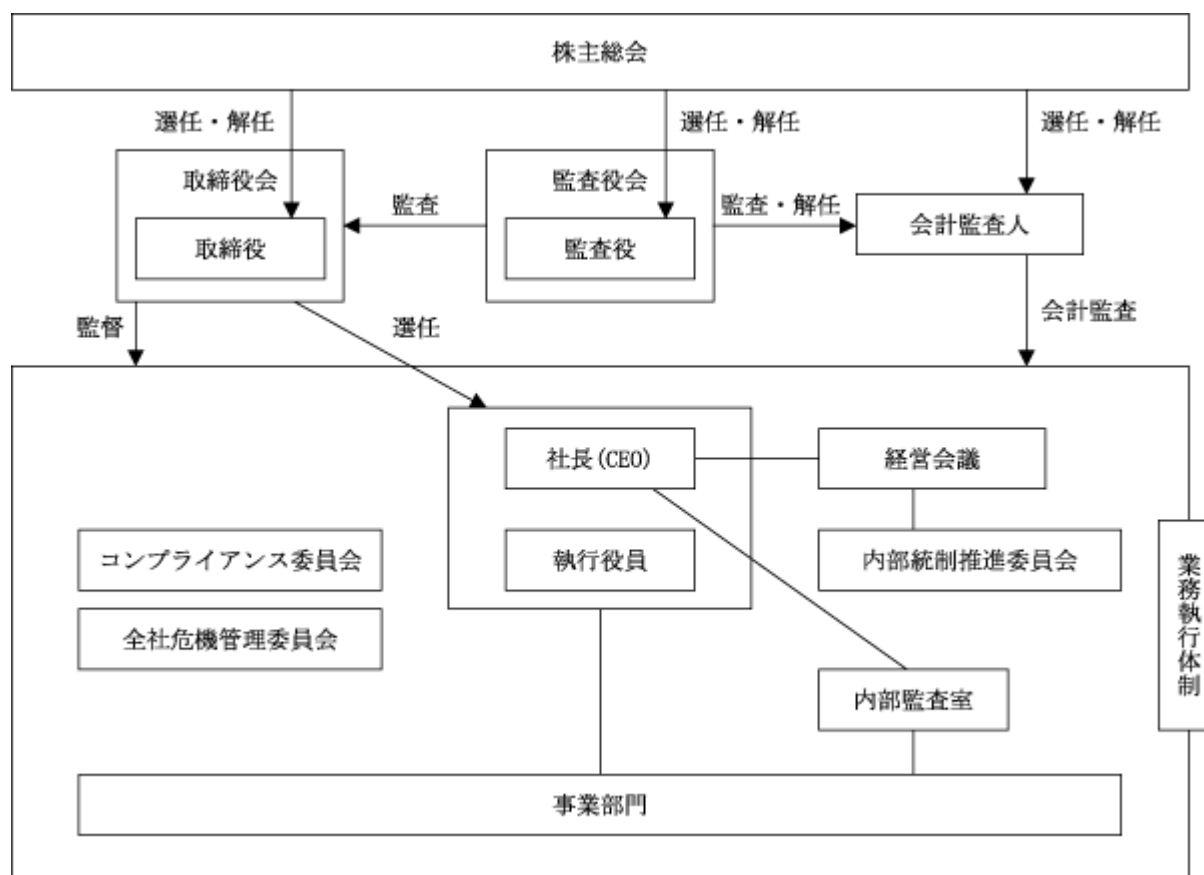 株主総会
選任・解任
選任・解任
選任・解任
取締役会
監査役会
監査
監査・解任
会計監査人
取締役
監査役
監督
選任
会計監査
社長(CEO)
経営会議
コンプライアンス委員会
執行役員
内部統制推進委員会
全社危機管理委員会
内部監査室
業務執行体制
事業部門